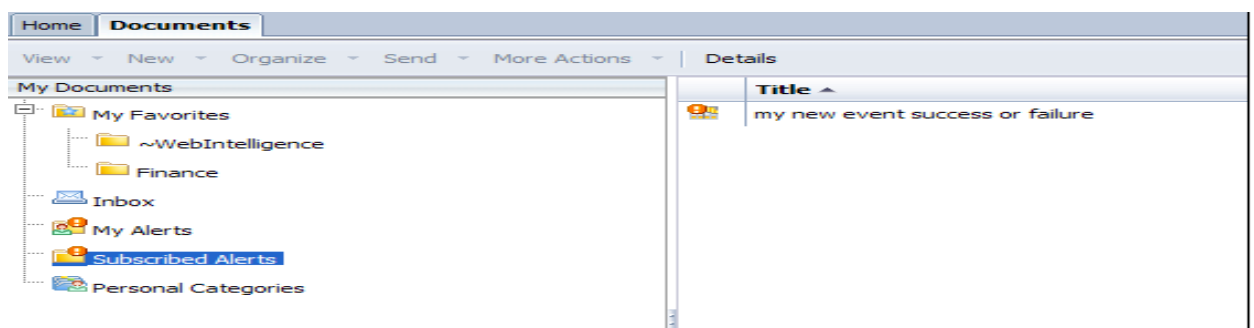 Home Documents
View New Organize Send More Actions Details
My Documents
Title
My Favorites
my new event success or failure
~WebIntelligence
Finance
Inbox
My Alerts
Subscribed Alerts
Personal Categories